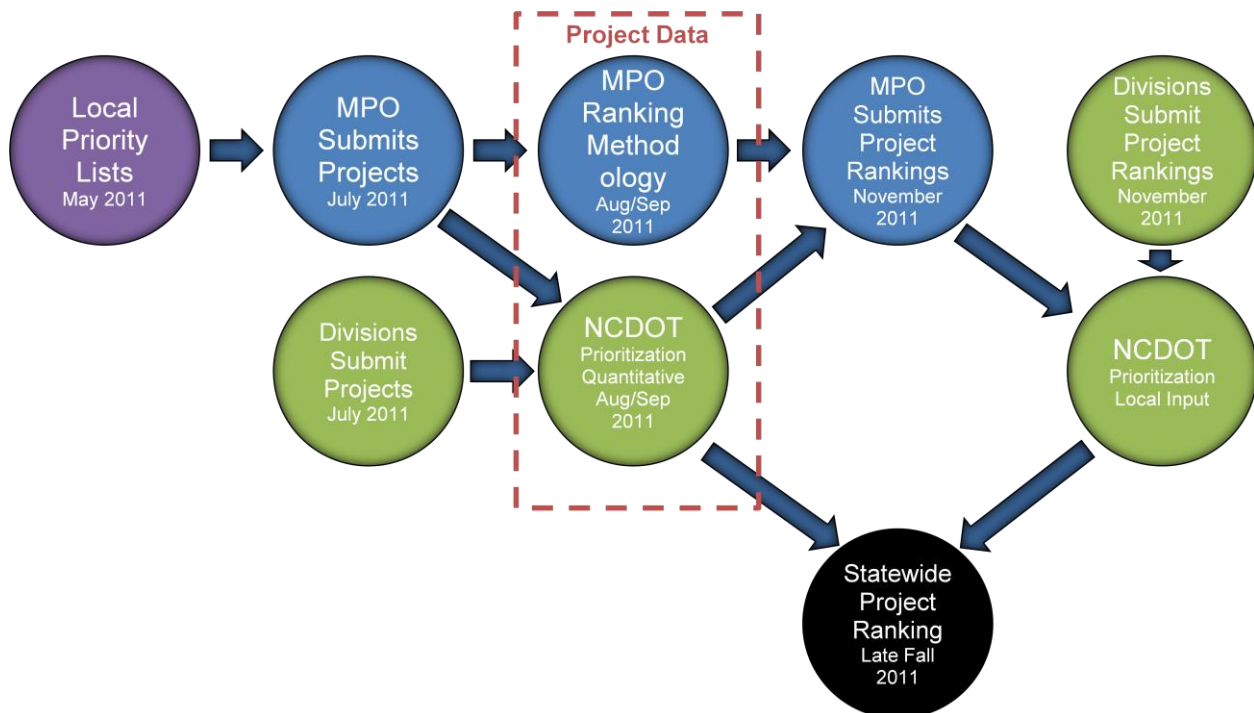 Project Data
Local
Priority
Lists
May 2011
MPO
Submits
Projects
July 2011
MPO
Ranking
Method
ology
Aug/Sep
2011
MPO
Submits
Project
Rankings
November
2011
Divisions
Submit
Project
Rankings
November
2011
Divisions
Submit
Projects
July 2011
NCDOT
Prioritization
Quantitative
Aug/Sep
2011
NCDOT
Prioritization
Local Input
Statewide
Project
Ranking
Late Fall
2011